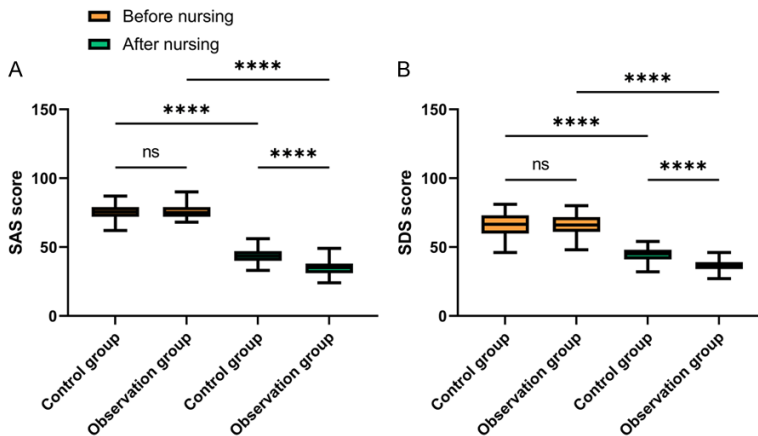 Before nursing
After nursing
A
SAS score
150
100
50
0
ns
****
****
****
Control group
Observation group
Control group
Observation group
B
SDS score
150
100
50
0
ns
****
****
****
Control group
Observation group
Control group
Observation group